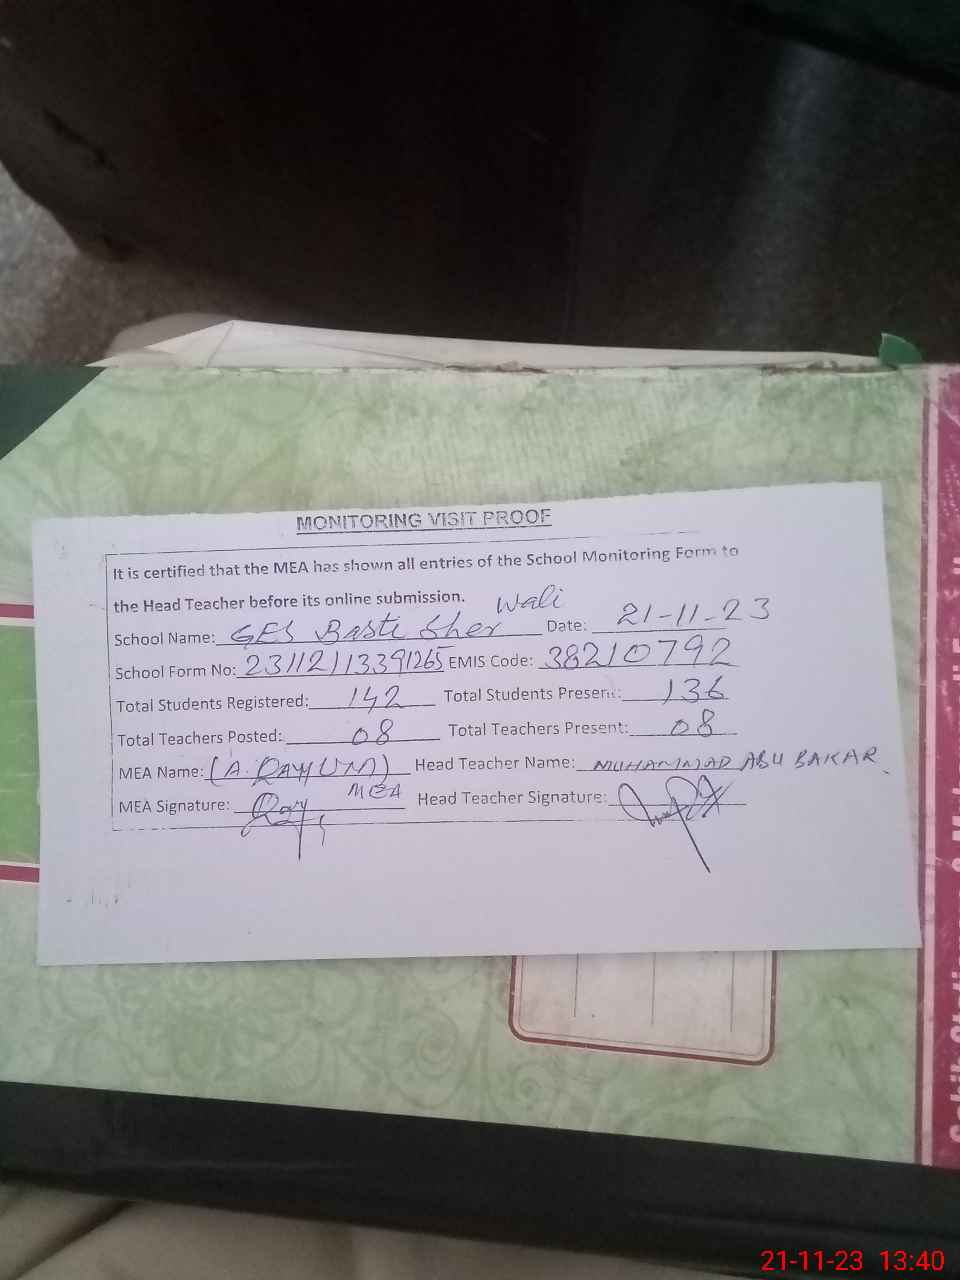 MONITORING VISIT PROOF
It is certified that the MEA has shown all entries of the School Monitoring Form to
the Head Teacher before its online submission.
School Name: GES Basti Sher Wali Date: 21-11-23
School Form No: 23112113391265 EMIS Code: 38210792
Total Students Registered: 142 Total Students Present: 136
Total Teachers Posted: 08 Total Teachers Present: 08
MEA Name: (A. QAYYUM) Head Teacher Name: MUHAMMAD ABU BAKAR
MEA Signature: MEA Head Teacher Signature:
21-11-23 13:40